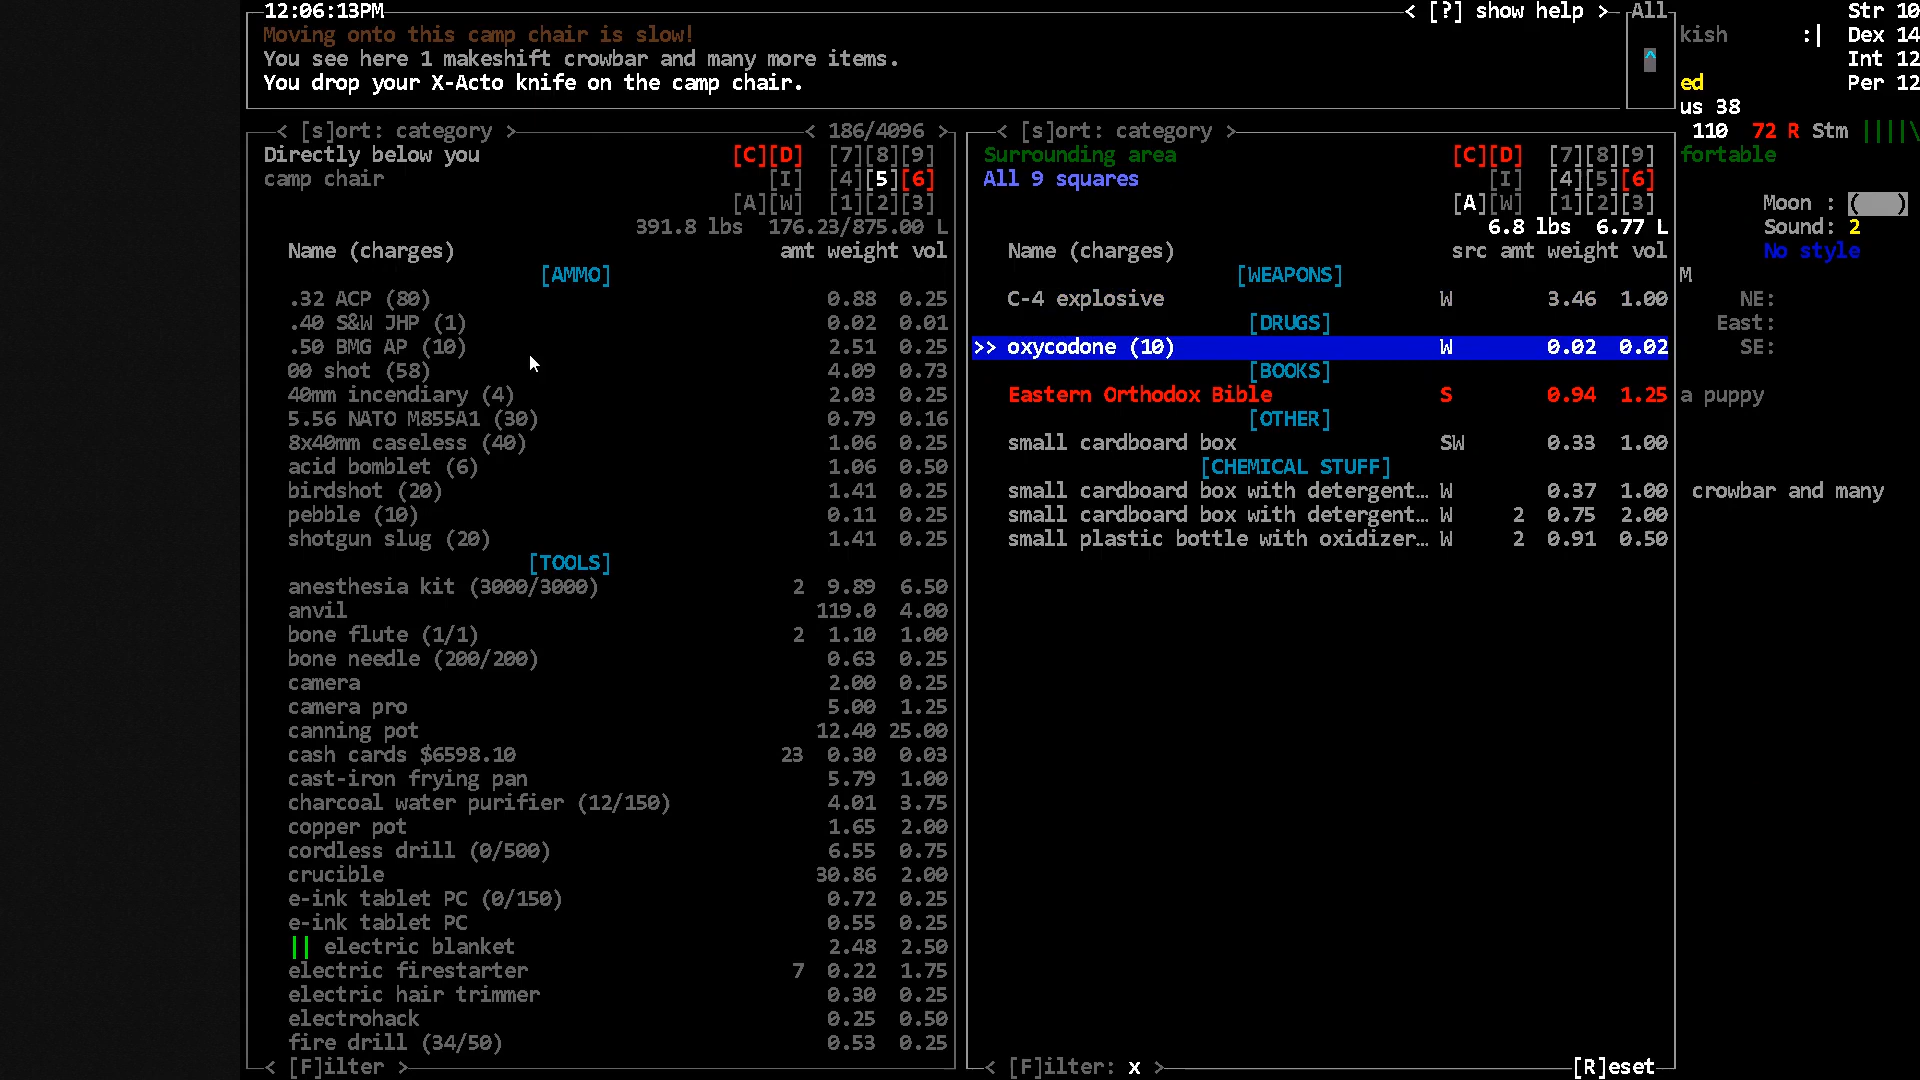 12:06:13PM < [?] show help >
Moving onto this camp chair is slow!
You see here 1 makeshift crowbar and many more items.
You drop your X-Acto knife on the camp chair.
All
^
Str 10
kish :| Dex 14
Int 12
ed Per 12
us 38
110 72 R Stm ||||\
fortable
Moon : ( )
Sound: 2
No style
M
NE:
East:
SE:
a puppy
crowbar and many
< [s]ort: category > < 186/4096 >
Directly below you [C][D] [7][8][9]
camp chair [I] [4][5][6]
[A][W] [1][2][3]
391.8 lbs 176.23/875.00 L
Name (charges) amt weight vol
[AMMO]
.32 ACP (80) 0.88 0.25
.40 S&W JHP (1) 0.02 0.01
.50 BMG AP (10) 2.51 0.25
00 shot (58) 4.09 0.73
40mm incendiary (4) 2.03 0.25
5.56 NATO M855A1 (30) 0.79 0.16
8x40mm caseless (40) 1.06 0.25
acid bomblet (6) 1.06 0.50
birdshot (20) 1.41 0.25
pebble (10) 0.11 0.25
shotgun slug (20) 1.41 0.25
[TOOLS]
anesthesia kit (3000/3000) 2 9.89 6.50
anvil 119.0 4.00
bone flute (1/1) 2 1.10 1.00
bone needle (200/200) 0.63 0.25
camera 2.00 0.25
camera pro 5.00 1.25
canning pot 12.40 25.00
cash cards $6598.10 23 0.30 0.03
cast-iron frying pan 5.79 1.00
charcoal water purifier (12/150) 4.01 3.75
copper pot 1.65 2.00
cordless drill (0/500) 6.55 0.75
crucible 30.86 2.00
e-ink tablet PC (0/150) 0.72 0.25
e-ink tablet PC 0.55 0.25
|| electric blanket 2.48 2.50
electric firestarter 7 0.22 1.75
electric hair trimmer 0.30 0.25
electrohack 0.25 0.50
fire drill (34/50) 0.53 0.25
< [F]ilter >
< [s]ort: category >
Surrounding area [C][D] [7][8][9]
All 9 squares [I] [4][5][6]
[A][W] [1][2][3]
6.8 lbs 6.77 L
Name (charges) src amt weight vol
[WEAPONS]
C-4 explosive W 3.46 1.00
[DRUGS]
>> oxycodone (10) W 0.02 0.02
[BOOKS]
Eastern Orthodox Bible S 0.94 1.25
[OTHER]
small cardboard box SW 0.33 1.00
[CHEMICAL STUFF]
small cardboard box with detergent… W 0.37 1.00
small cardboard box with detergent… W 2 0.75 2.00
small plastic bottle with oxidizer… W 2 0.91 0.50
< [F]ilter: x > [R]eset